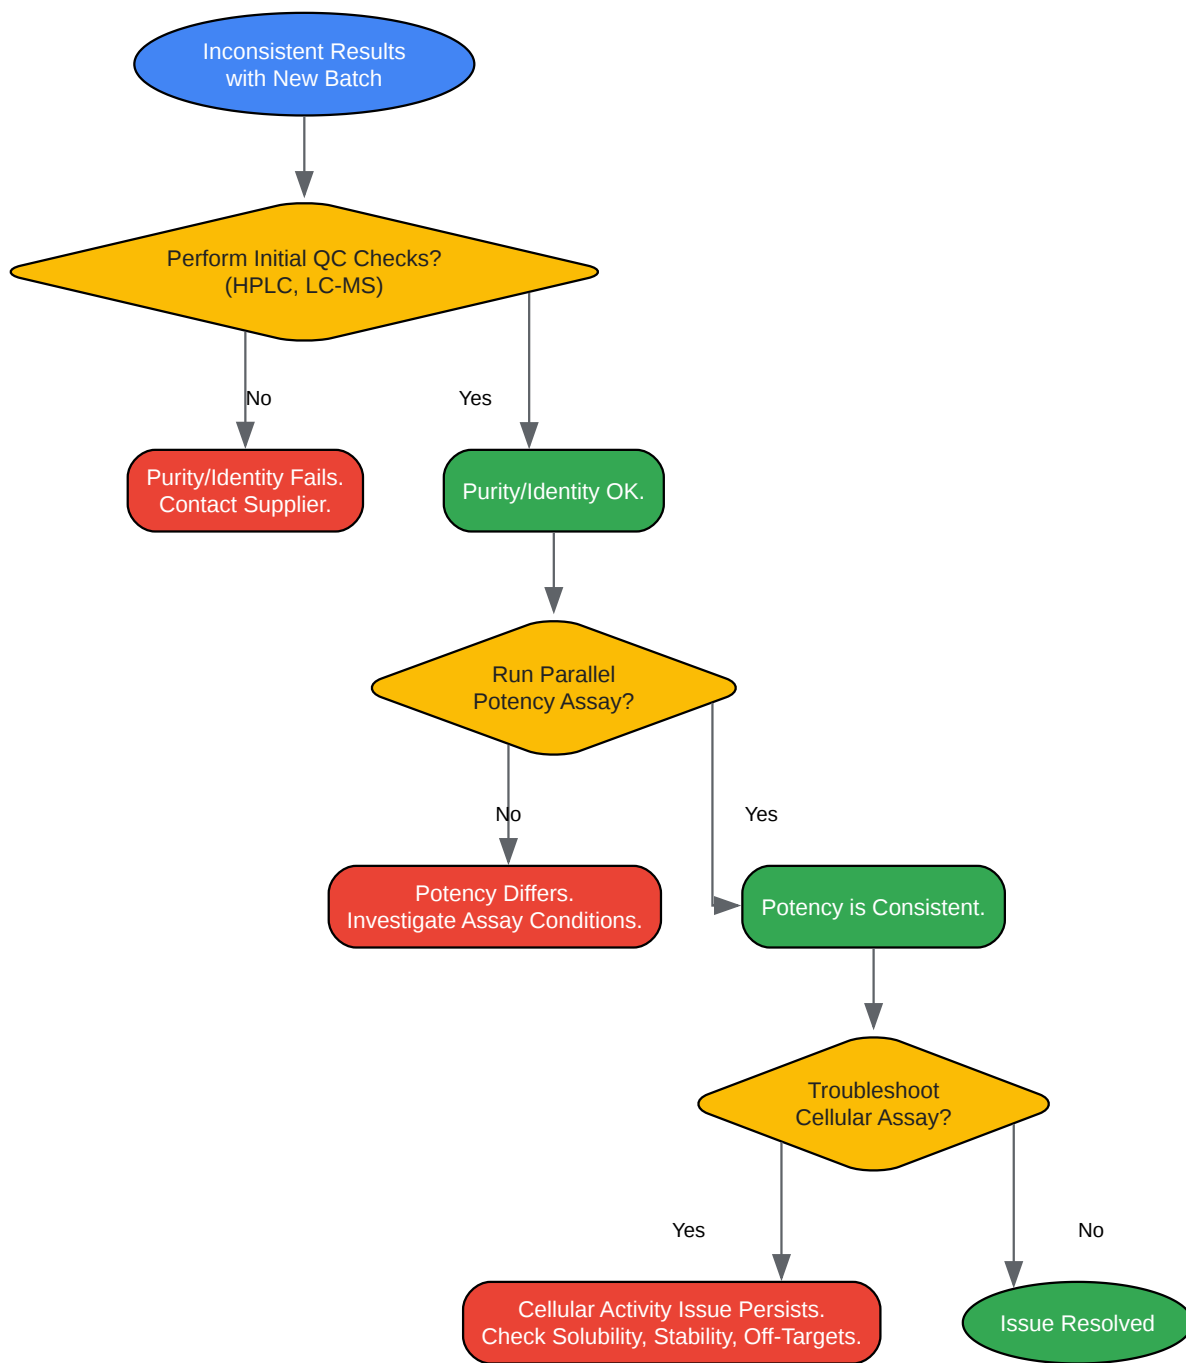 Inconsistent Results
with New Batch
Perform Initial QC Checks?
(HPLC, LC-MS)
No
Yes
Purity/Identity Fails.
Contact Supplier.
Purity/Identity OK.
Run Parallel
Potency Assay?
No
Yes
Potency Differs.
Investigate Assay Conditions.
Potency is Consistent.
Troubleshoot
Cellular Assay?
Yes
No
Cellular Activity Issue Persists.
Check Solubility, Stability, Off-Targets.
Issue Resolved